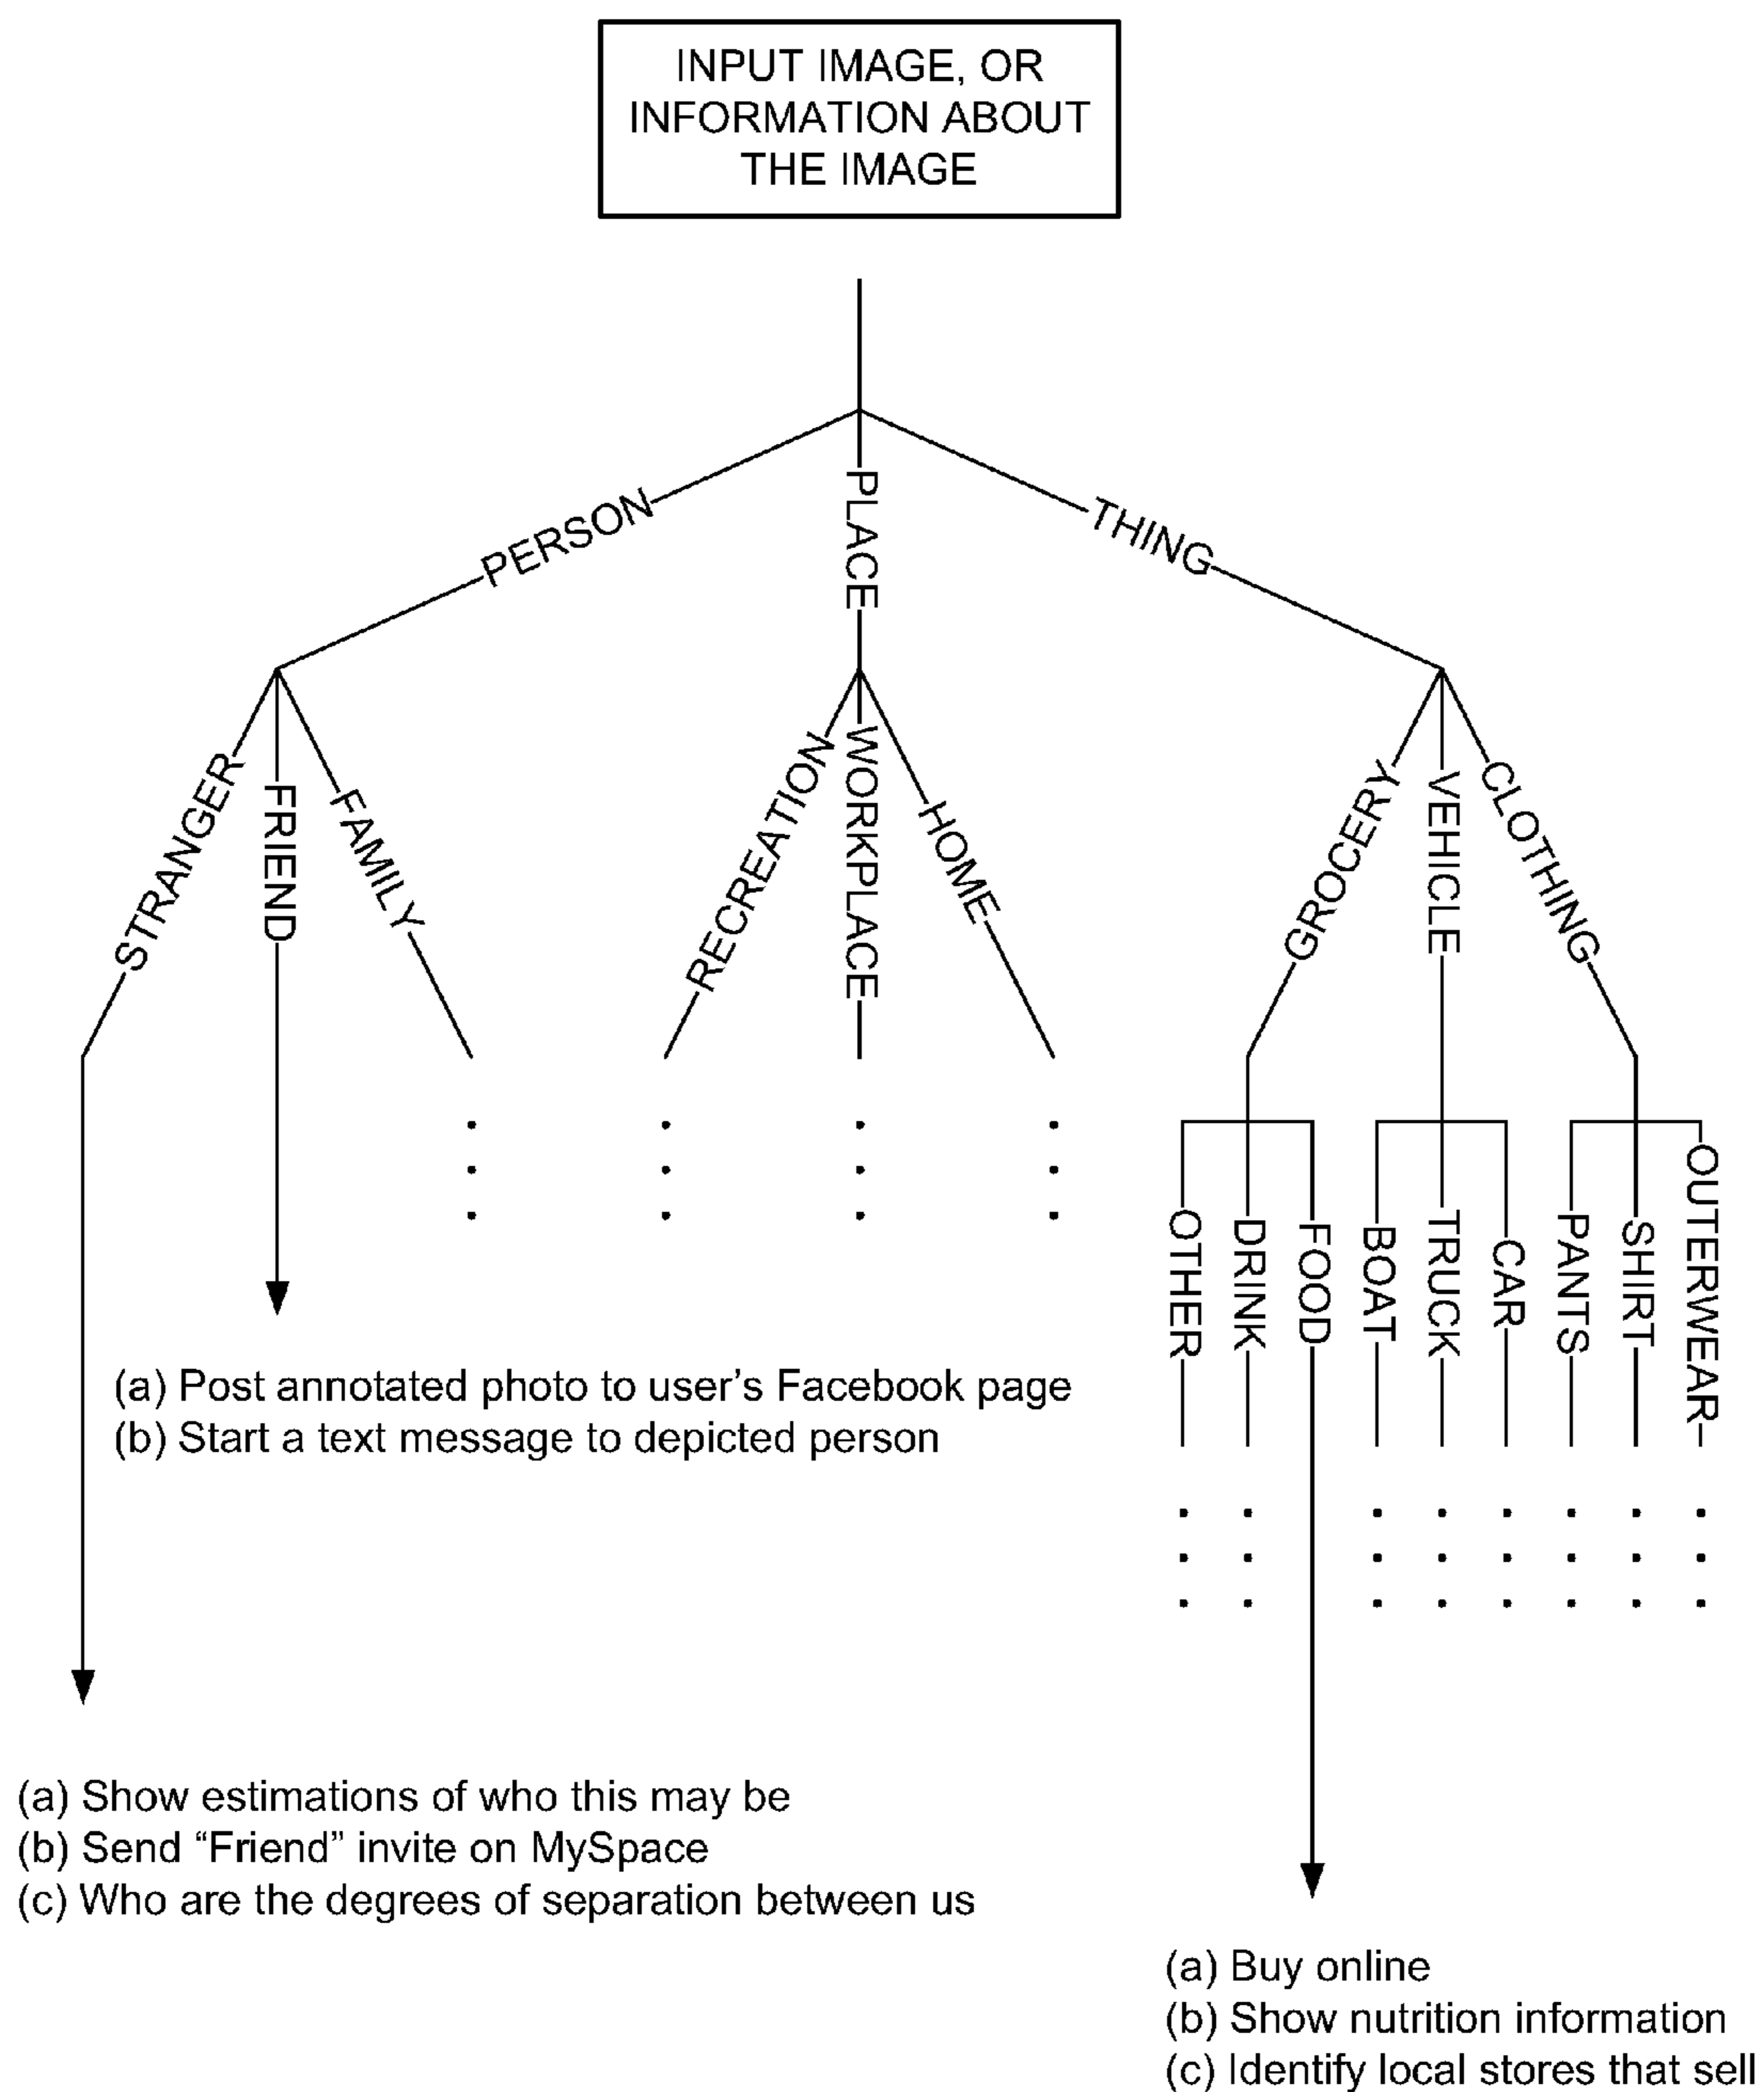 INPUT IMAGE, OR
INFORMATION ABOUT
THE IMAGE
PERSON
PLACE
THING
STRANGER
FRIEND
FAMILY
RECREATION
WORKPLACE
HOME
GROCERY
VEHICLE
CLOTHING
OTHER
DRINK
FOOD
BOAT
TRUCK
CAR
PANTS
SHIRT
OUTERWEAR
(a) Post annotated photo to user’s Facebook page
(b) Start a text message to depicted person
(a) Show estimations of who this may be
(b) Send “Friend” invite on MySpace
(c) Who are the degrees of separation between us
(a) Buy online
(b) Show nutrition information
(c) Identify local stores that sell